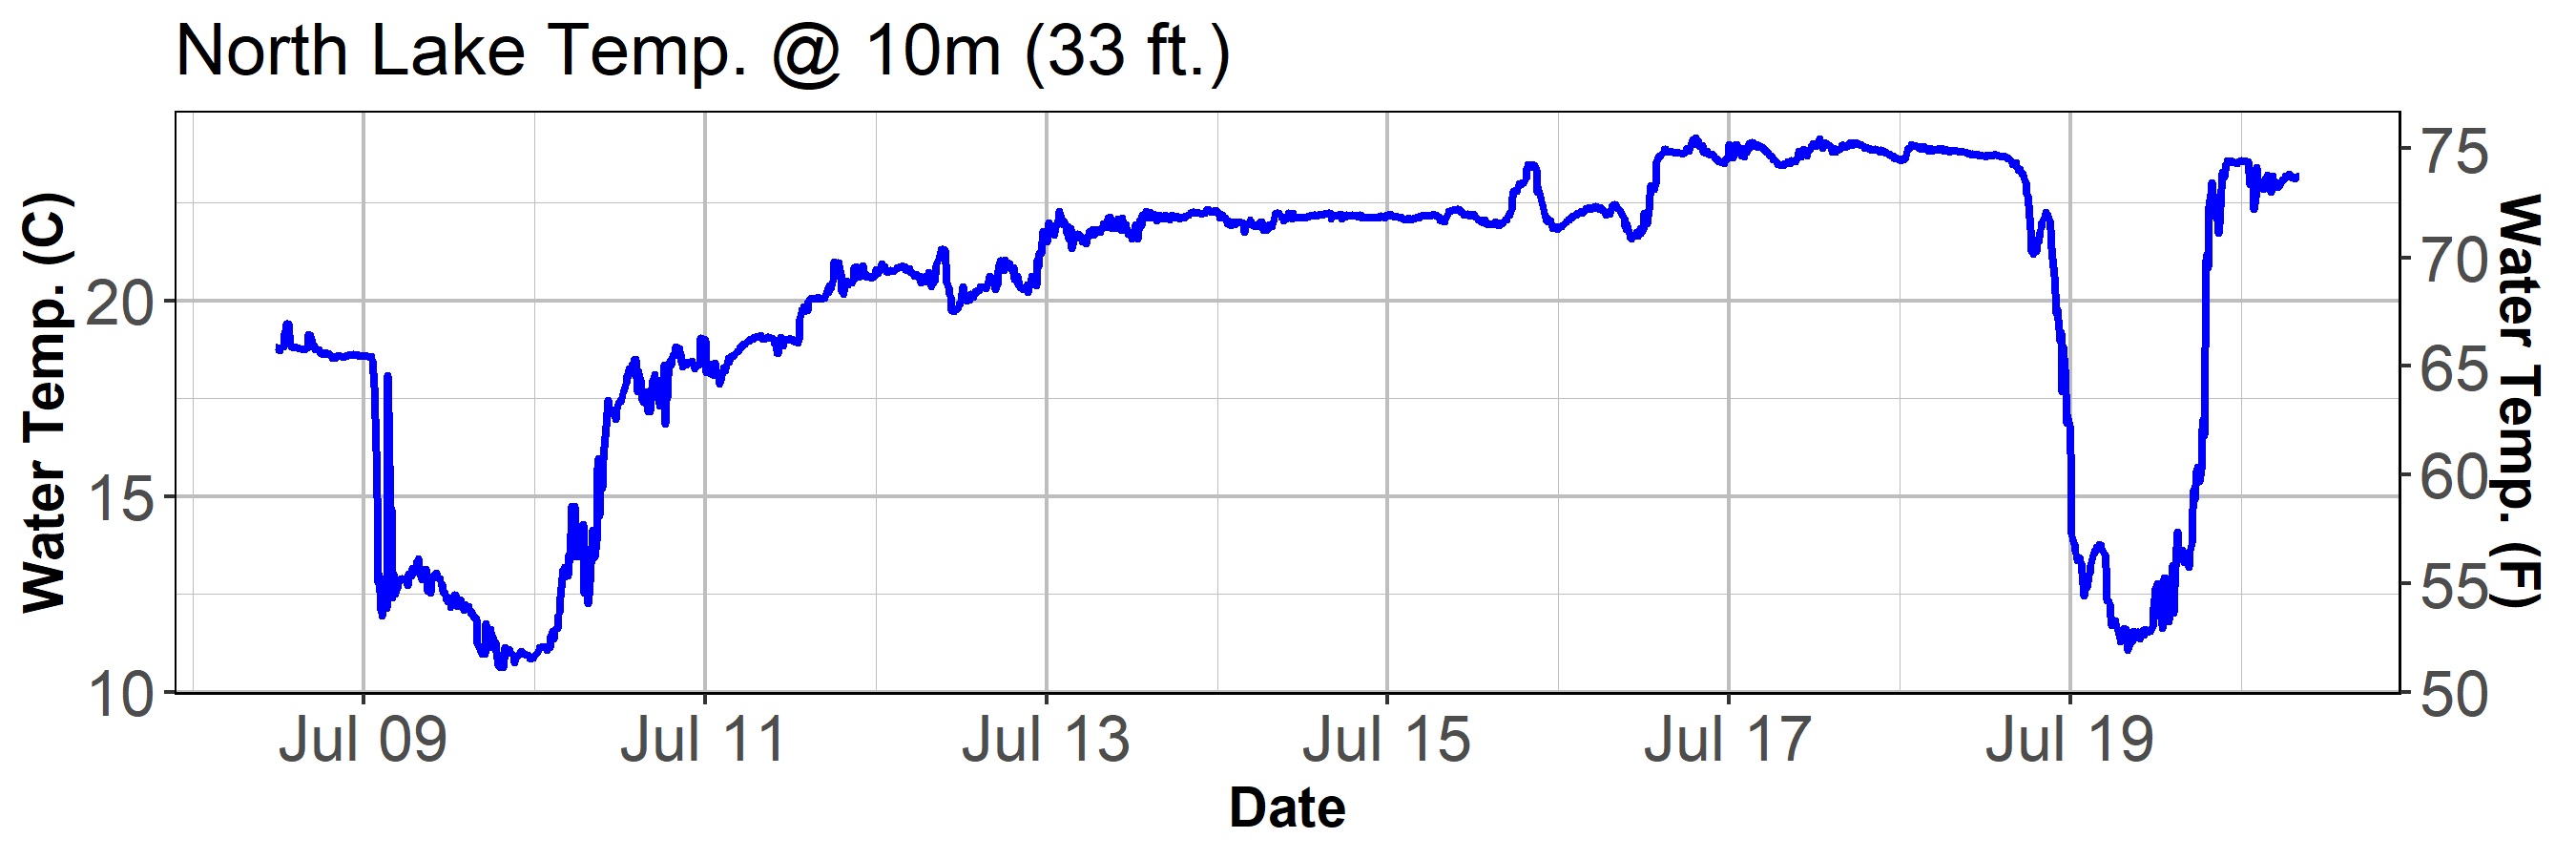 North Lake Temp. @ 10m (33 ft.)
Water Temp. (C)
20
15
10
75
70
65
60
55
50
Water Temp. (F)
Jul 09 Jul 11 Jul 13 Jul 15 Jul 17 Jul 19
Date